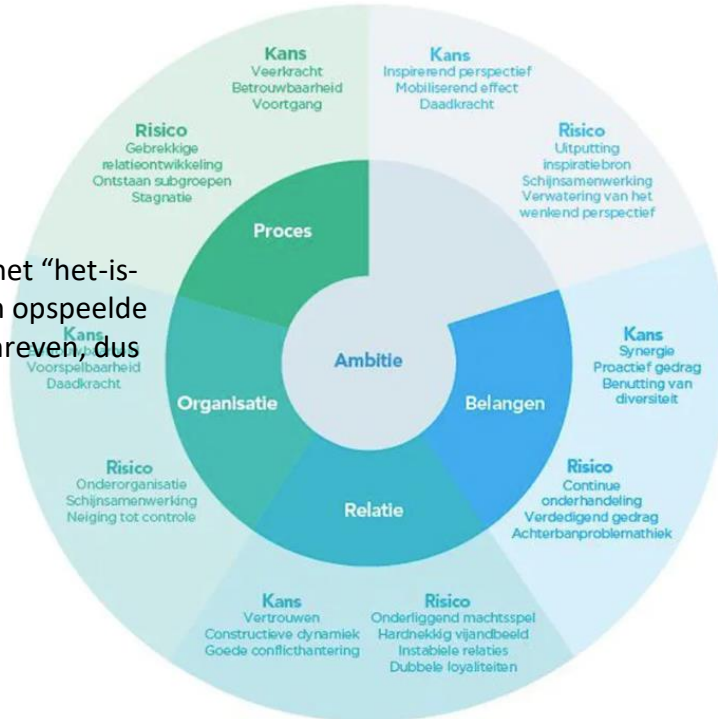 Kans
Veerkracht
Betrouwbaarheid
Voortgang
Risico
Gebrekkige
relatieontwikkeling
Ontstaan subgroepen
Stagnatie
Proces
Kans
Inspirerend perspectief
Mobiliserend effect
Daadkracht
Risico
Uitputting
inspiratiebron
Schijnsamenwerking
Verwatering van het
wenkend perspectief
Ambitie
Belangen
Kans
Synergie
Proactief gedrag
Benutting van
diversiteit
Risico
Continue
onderhandeling
Verdedigend gedrag
Achterbanproblemathiek
Relatie
Kans
Vertrouwen
Constructieve dynamiek
Goede conflicthantering
Risico
Onderliggend machtsspel
Hardnekkig vijandbeeld
Instabiele relaties
Dubbele loyaliteiten
Organisatie
Kans
Voorspelbaarheid
Daadkracht
Risico
Onderorganisatie
Schijnsamenwerking
Neiging tot controle
net “het-is-
n opspeelde
hreven, dus